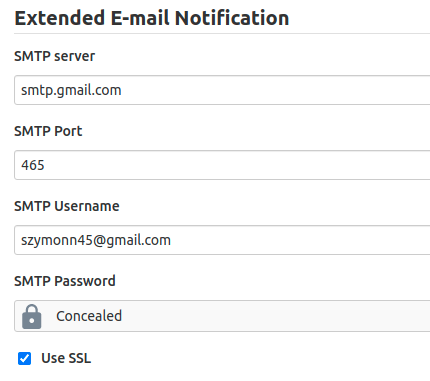 Extended E-mail Notification
SMTP server
smtp.gmail.com
SMTP Port
465
SMTP Username
szymonn45@gmail.com
SMTP Password
Concealed
Use SSL